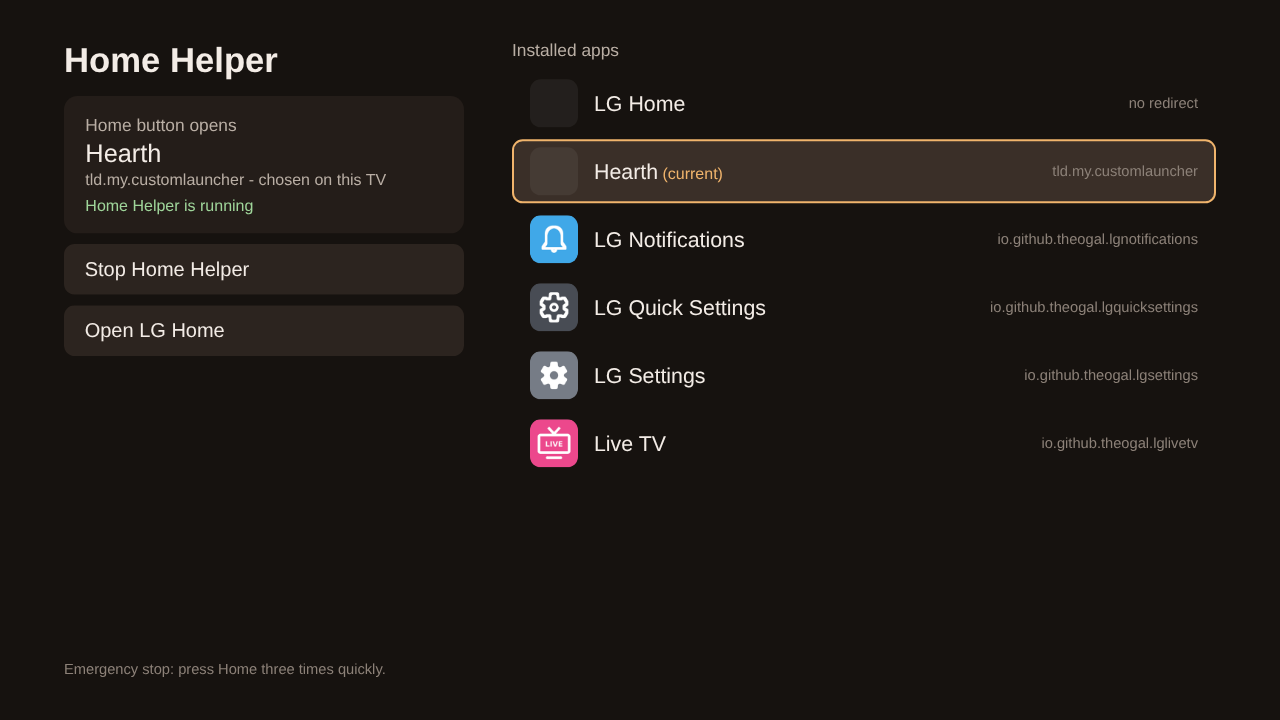 Home Helper
Home button opens
Hearth
tld.my.customlauncher - chosen on this TV
Home Helper is running
Stop Home Helper
Open LG Home
Emergency stop: press Home three times quickly.
Installed apps
LG Home no redirect
Hearth (current) tld.my.customlauncher
LG Notifications io.github.theogal.lgnotifications
LG Quick Settings io.github.theogal.lgquicksettings
LG Settings io.github.theogal.lgsettings
LIVE Live TV io.github.theogal.lglivetv